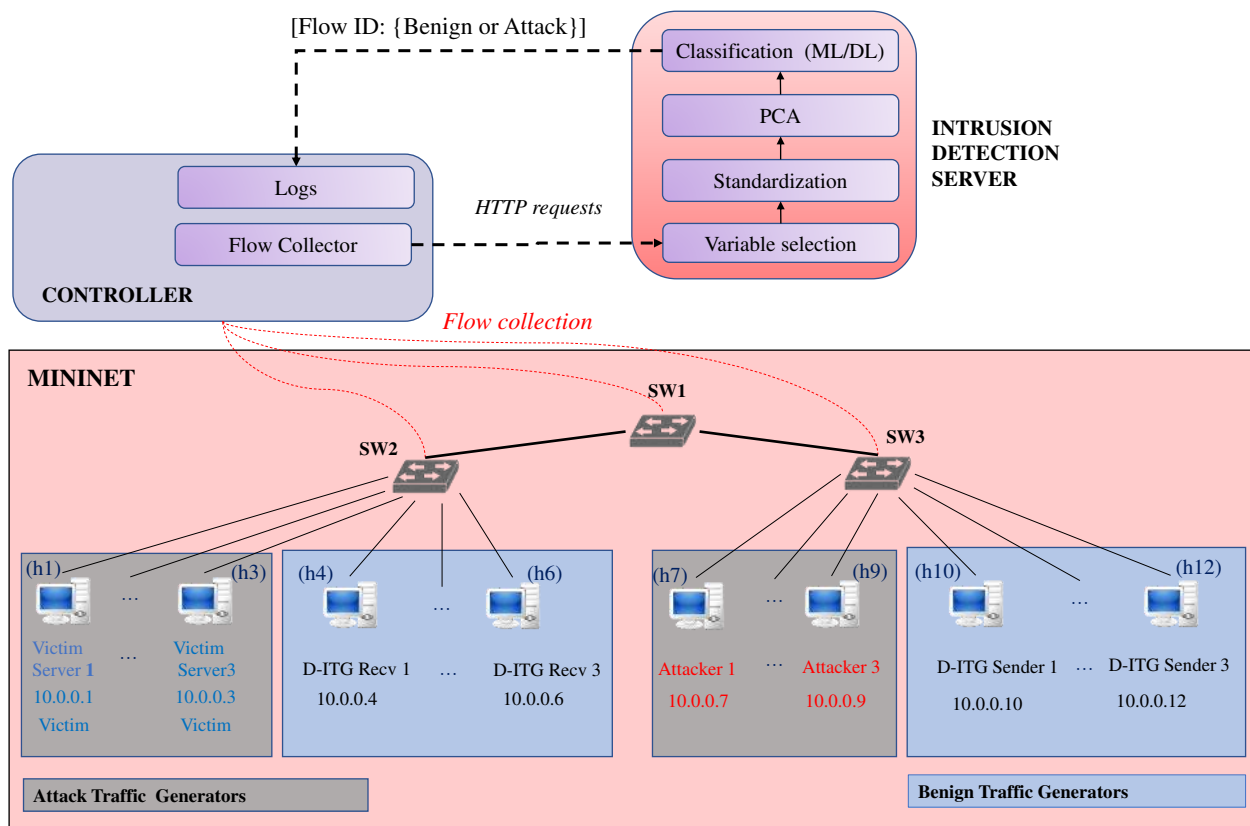 [Flow ID: {Benign or Attack}]
Classification (ML/DL)
PCA
Standardization
Variable selection
INTRUSION
DETECTION
SERVER
Logs
Flow Collector
CONTROLLER
HTTP requests
Flow collection
MININET
SW1
SW2
SW3
(h1)
...
(h3)
Victim
Server 1
...
Victim
Server3
10.0.0.1
10.0.0.3
Victim
Victim
(h4)
...
(h6)
D-ITG Recv 1
...
D-ITG Recv 3
10.0.0.4
10.0.0.6
(h7)
...
(h9)
Attacker 1
...
Attacker 3
10.0.0.7
10.0.0.9
(h10)
...
(h12)
D-ITG Sender 1
...
D-ITG Sender 3
10.0.0.10
10.0.0.12
Attack Traffic Generators
Benign Traffic Generators